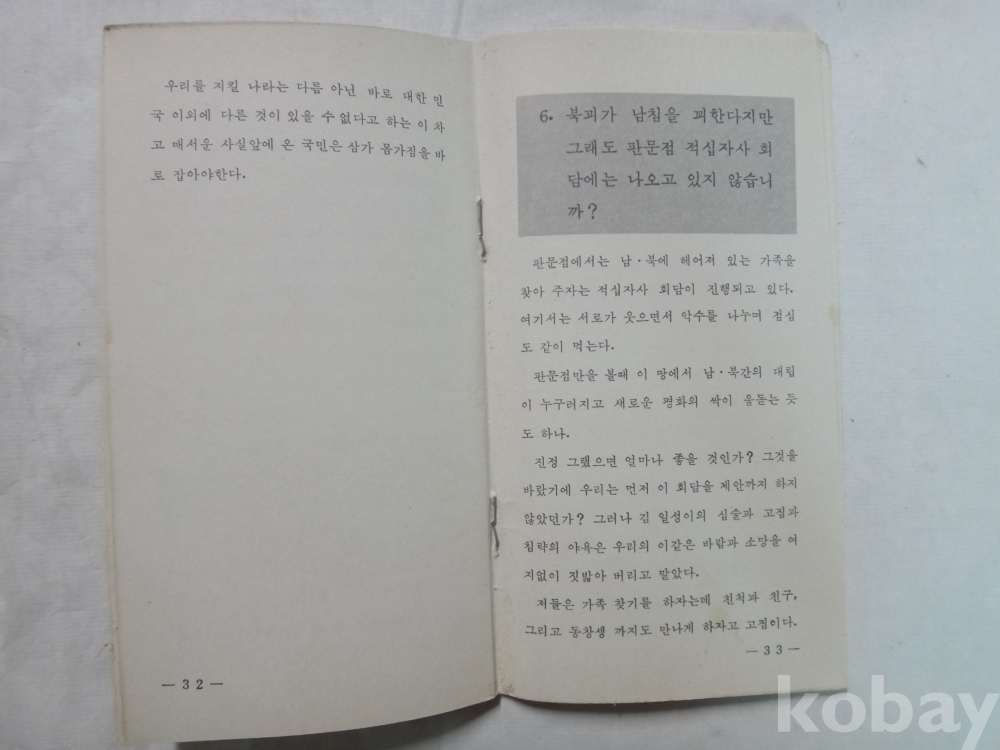 우리를 지킬 나라는 다름 아닌 바로 대한 민
국 이외에 다른 것이 있을 수 없다고 하는 이 차
고 매서운 사실앞에 온 국민은 삼가 몸가짐을 바
로 잡아야한다.
— 3 2 —
6. 북괴가 남침을 꾀한다지만
그래도 판문점 적십자사 회
담에는 나오고 있지 않습니
까?
판문점에서는 남·북에 헤어져 있는 가족을
찾아 주자는 적십자사 회담이 진행되고 있다.
여기서는 서로가 웃으면서 악수를 나누며 점심
도 같이 먹는다.
판문점만을 볼때 이 땅에서 남·북간의 대립
이 누구러지고 새로운 평화의 싹이 움돋는 듯
도 하나.
진정 그랬으면 얼마나 좋을 것인가? 그것을
바랐기에 우리는 먼저 이 회담을 제안까지 하지
않았던가? 그러나 김 일성이의 심술과 고집과
침략의 야욕은 우리의 이같은 바람과 소망을 여
지없이 짓밟아 버리고 말았다.
저들은 가족 찾기를 하자는데 친척과 친구,
그리고 동창생 까지도 만나게 하자고 고집이다.
— 3 3 —
kobay